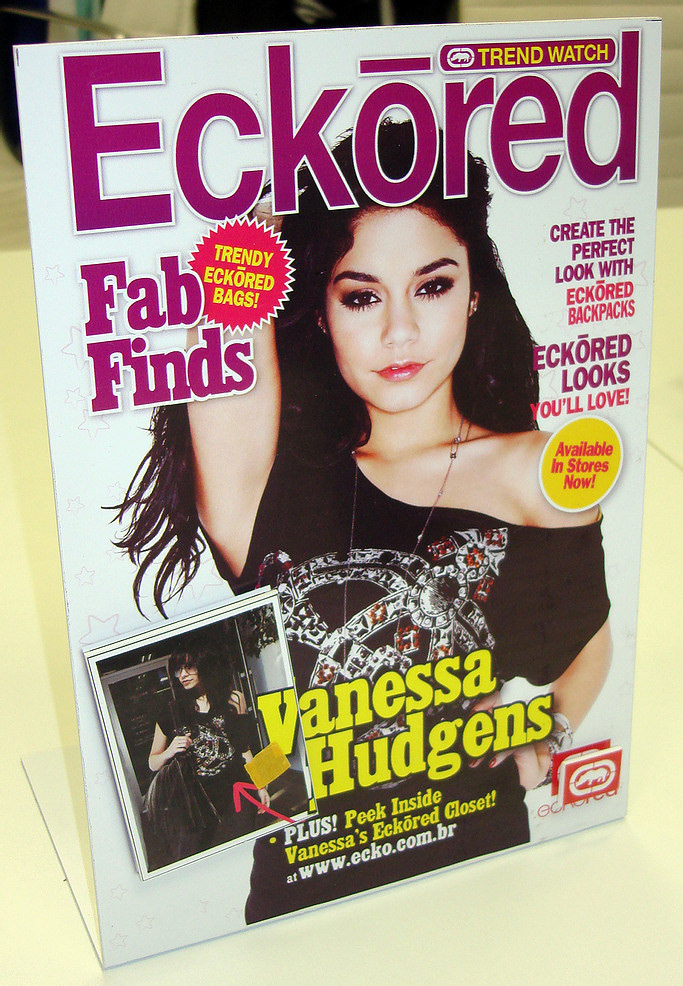 TREND WATCH
Eckōred
TRENDY
ECKŌRED
BAGS!
Fab
Finds
CREATE THE
PERFECT
LOOK WITH
ECKŌRED
BACKPACKS
ECKŌRED
LOOKS
YOU'LL LOVE!
Available
In Stores
Now!
Vanessa
Hudgens
• PLUS! Peek Inside
Vanessa's Eckōred Closet!
at www.ecko.com.br
eckored